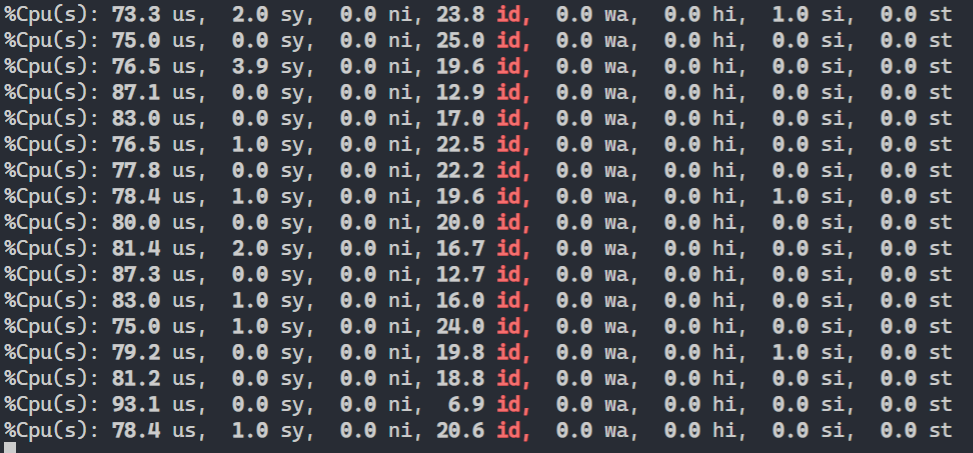 %Cpu(s): 73.3 us,  2.0 sy,  0.0 ni, 23.8 id,  0.0 wa,  0.0 hi,  1.0 si,  0.0 st
%Cpu(s): 75.0 us,  0.0 sy,  0.0 ni, 25.0 id,  0.0 wa,  0.0 hi,  0.0 si,  0.0 st
%Cpu(s): 76.5 us,  3.9 sy,  0.0 ni, 19.6 id,  0.0 wa,  0.0 hi,  0.0 si,  0.0 st
%Cpu(s): 87.1 us,  0.0 sy,  0.0 ni, 12.9 id,  0.0 wa,  0.0 hi,  0.0 si,  0.0 st
%Cpu(s): 83.0 us,  0.0 sy,  0.0 ni, 17.0 id,  0.0 wa,  0.0 hi,  0.0 si,  0.0 st
%Cpu(s): 76.5 us,  1.0 sy,  0.0 ni, 22.5 id,  0.0 wa,  0.0 hi,  0.0 si,  0.0 st
%Cpu(s): 77.8 us,  0.0 sy,  0.0 ni, 22.2 id,  0.0 wa,  0.0 hi,  0.0 si,  0.0 st
%Cpu(s): 78.4 us,  1.0 sy,  0.0 ni, 19.6 id,  0.0 wa,  0.0 hi,  1.0 si,  0.0 st
%Cpu(s): 80.0 us,  0.0 sy,  0.0 ni, 20.0 id,  0.0 wa,  0.0 hi,  0.0 si,  0.0 st
%Cpu(s): 81.4 us,  2.0 sy,  0.0 ni, 16.7 id,  0.0 wa,  0.0 hi,  0.0 si,  0.0 st
%Cpu(s): 87.3 us,  0.0 sy,  0.0 ni, 12.7 id,  0.0 wa,  0.0 hi,  0.0 si,  0.0 st
%Cpu(s): 83.0 us,  1.0 sy,  0.0 ni, 16.0 id,  0.0 wa,  0.0 hi,  0.0 si,  0.0 st
%Cpu(s): 75.0 us,  1.0 sy,  0.0 ni, 24.0 id,  0.0 wa,  0.0 hi,  0.0 si,  0.0 st
%Cpu(s): 79.2 us,  0.0 sy,  0.0 ni, 19.8 id,  0.0 wa,  0.0 hi,  1.0 si,  0.0 st
%Cpu(s): 81.2 us,  0.0 sy,  0.0 ni, 18.8 id,  0.0 wa,  0.0 hi,  0.0 si,  0.0 st
%Cpu(s): 93.1 us,  0.0 sy,  0.0 ni,  6.9 id,  0.0 wa,  0.0 hi,  0.0 si,  0.0 st
%Cpu(s): 78.4 us,  1.0 sy,  0.0 ni, 20.6 id,  0.0 wa,  0.0 hi,  0.0 si,  0.0 st